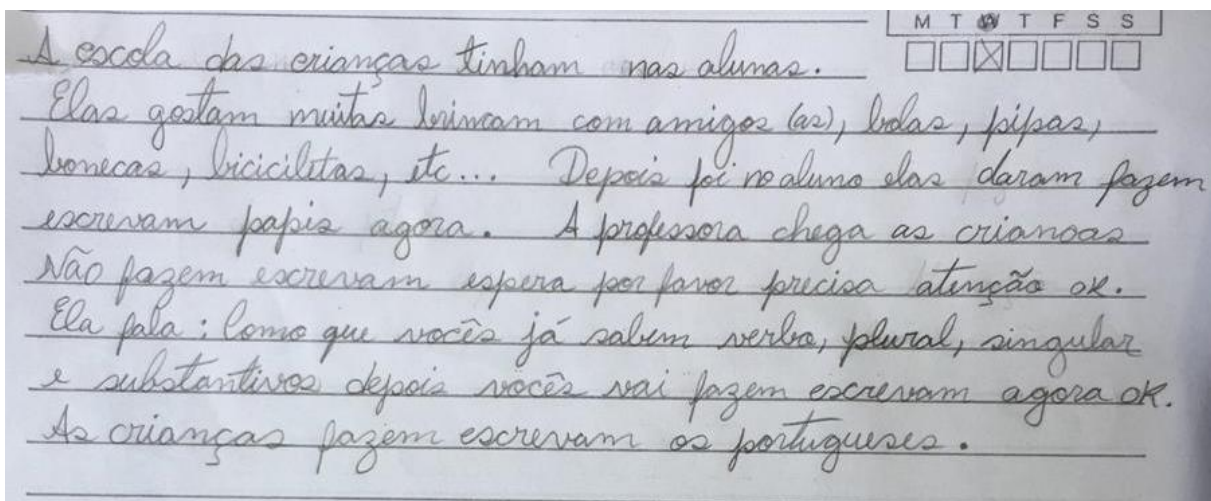 M T W T F S S
A escola das crianças tinham nas alunas.
Elas gostam muitas brincam com amigos (as), bolas, pipas,
bonecas, bicicilitas, etc... Depois foi no aluno elas daram fazem
escrevam papis agora. A professora chega as criancas
Não fazem escrevam espera por favor precisa atenção ok.
Ela fala: Como que vocês já sabem verbo, plural, singular
e substantivos depois vocês vai fazem escrevam agora OK.
As crianças fazem escrevam os portugueses.